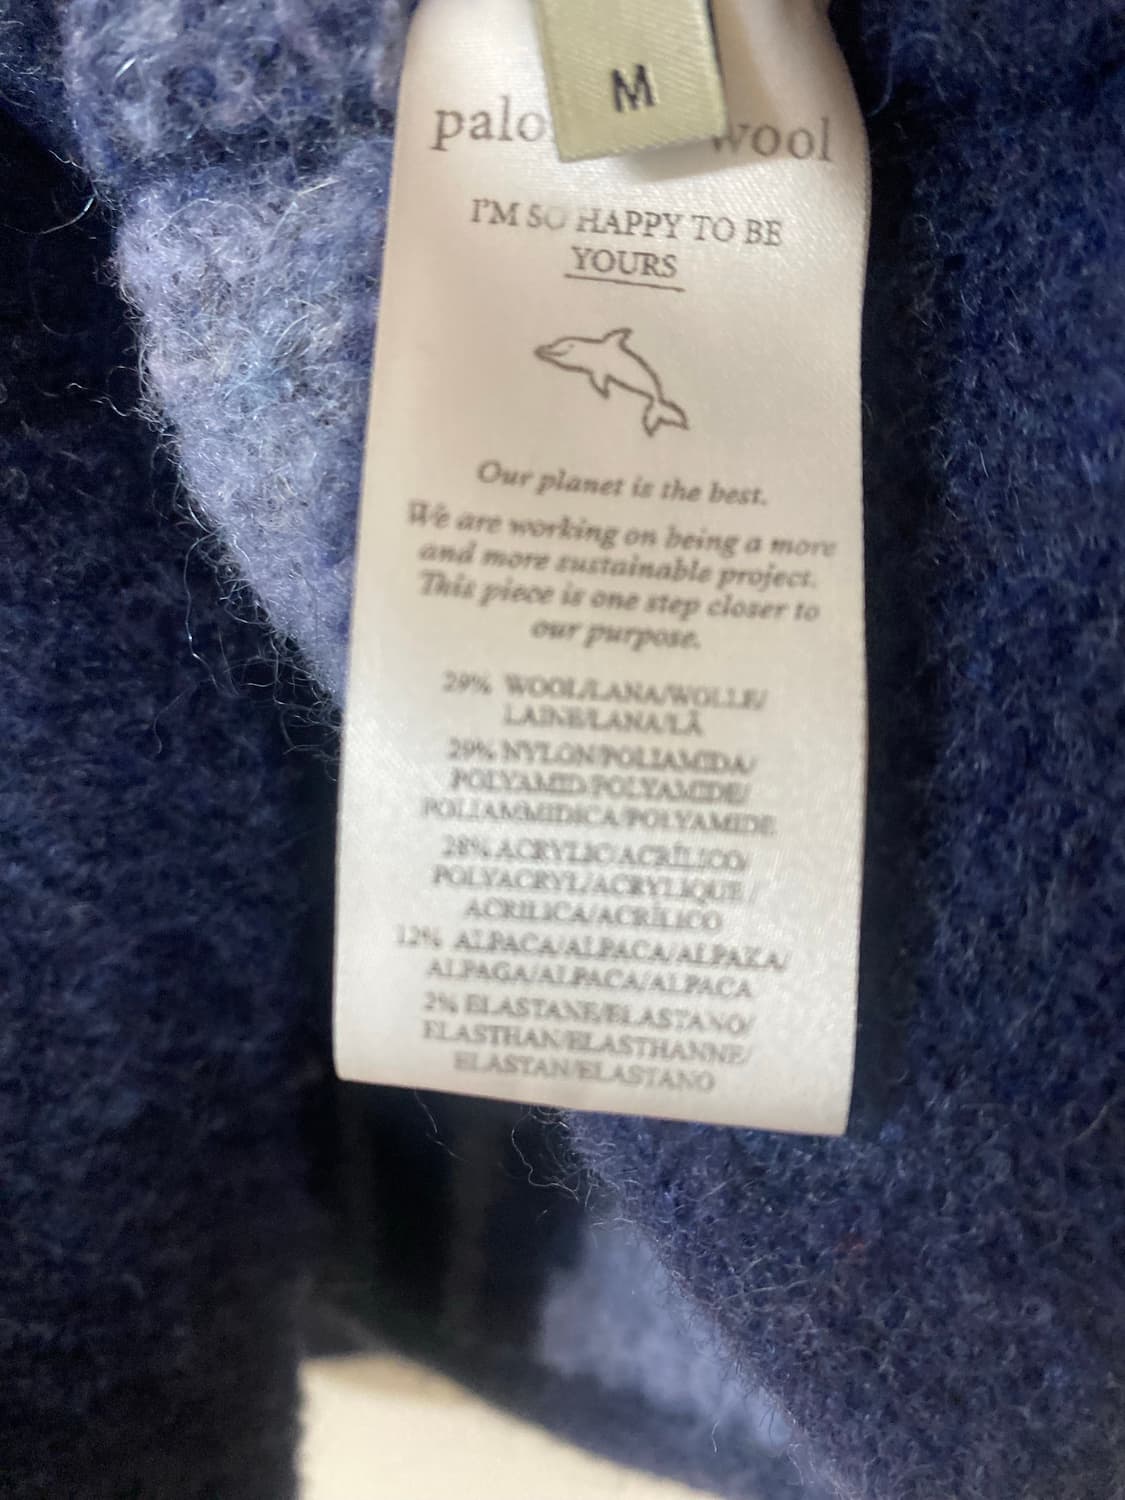 M
palo wool
I'M SO HAPPY TO BE
YOURS
Our planet is the best.
We are working on being a more
and more sustainable project.
This piece is one step closer to
our purpose.
29% WOOL/LANA/WOLLE/
LAINE/LANA/LÃ
29% NYLON/POLIAMIDA/
POLYAMID/POLYAMIDE/
POLIAMMIDICA/POLYAMIDE
28% ACRYLIC/ACRÍLICO/
POLYACRYL/ACRYLIQUE/
ACRILICA/ACRÍLICO
12% ALPACA/ALPACA/ALPAKA/
ALPAGA/ALPACA/ALPACA
2% ELASTANE/ELASTANO/
ELASTHAN/ELASTHANNE/
ELASTAN/ELASTANO